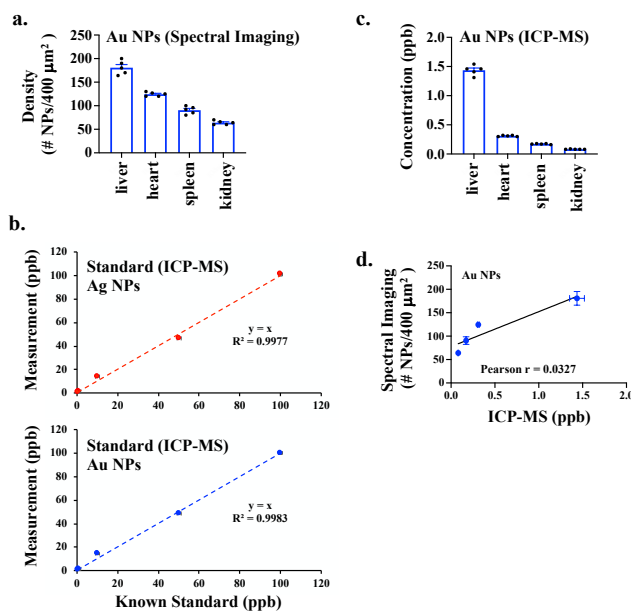 a.
Au NPs (Spectral Imaging)
Density
(# NPs/400 μm²)
250
200
150
100
50
0
liver
heart
spleen
kidney
c.
Au NPs (ICP-MS)
Concentration (ppb)
2.0
1.5
1.0
0.5
0.0
liver
heart
spleen
kidney
b.
Standard (ICP-MS)
Ag NPs
Measurement (ppb)
120
100
80
60
40
20
0
y = x
R² = 0.9977
0 20 40 60 80 100 120
Standard (ICP-MS)
Au NPs
Measurement (ppb)
120
100
80
60
40
20
0
y = x
R² = 0.9983
0 20 40 60 80 100 120
Known Standard (ppb)
d.
Au NPs
Spectral Imaging
(# NPs/400 μm²)
250
200
150
100
50
0
Pearson r = 0.0327
0.0 0.5 1.0 1.5 2.0
ICP-MS (ppb)